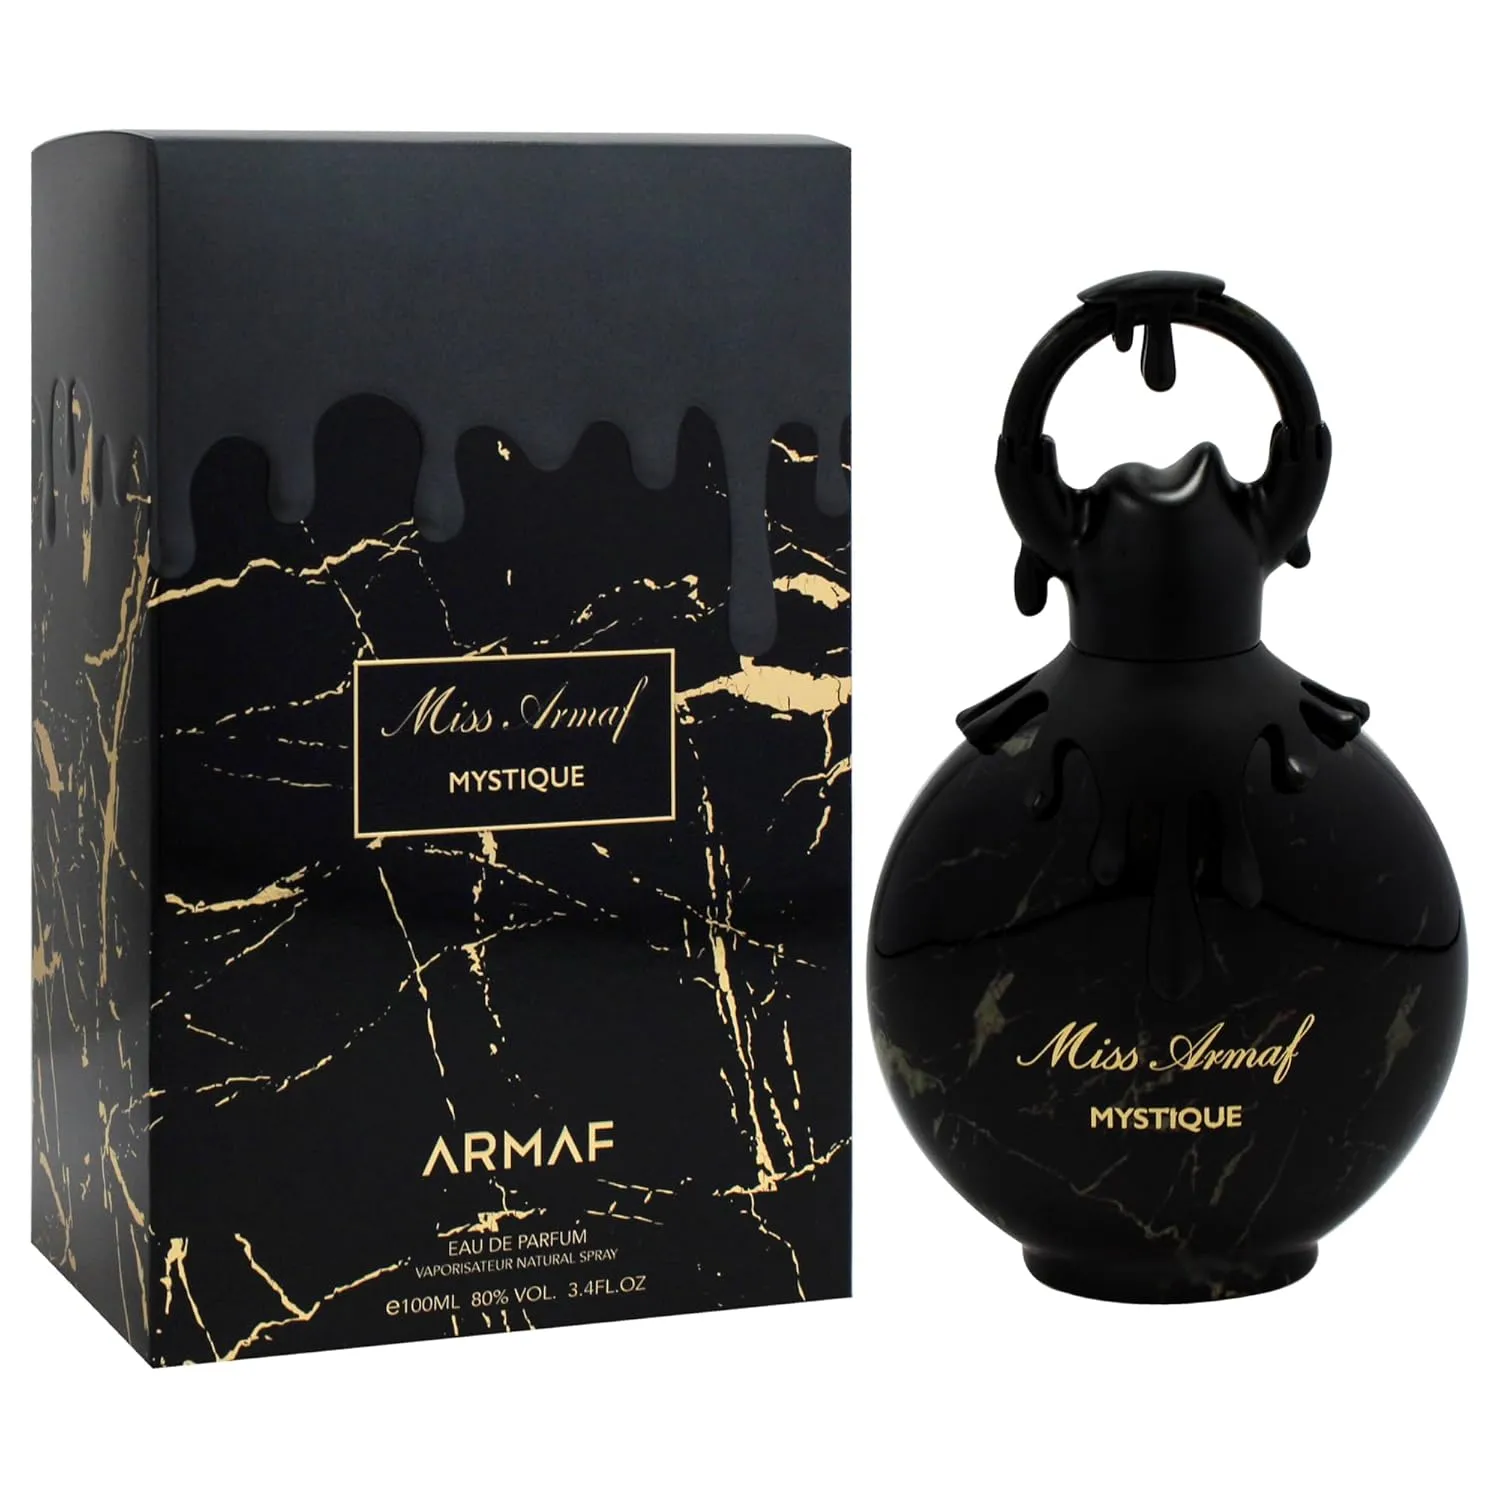 Miss Armaf
MYSTIQUE
ARMAF
EAU DE PARFUM
VAPORISATEUR NATURAL SPRAY
℮100ML 80% VOL. 3.4FL.OZ
Miss Armaf
MYSTIQUE